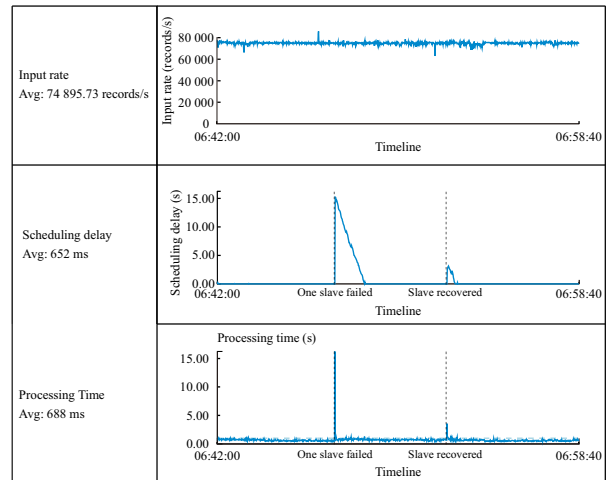 Input rate
Avg: 74 895.73 records/s
Input rate (records/s)
80 000
60 000
40 000
20 000
0
06:42:00
06:58:40
Timeline
Scheduling delay
Avg: 652 ms
Scheduling delay (s)
15.00
10.00
5.00
0.00
06:42:00
One slave failed
Slave recovered
06:58:40
Timeline
Processing Time
Avg: 688 ms
Processing time (s)
15.00
10.00
5.00
0.00
06:42:00
One slave failed
Slave recovered
06:58:40
Timeline